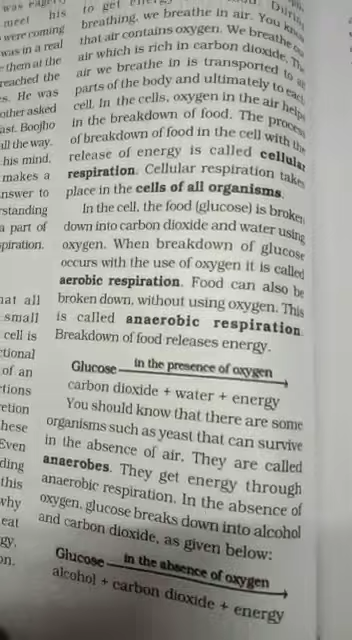 was eagerly
meet his
were coming
was in a real
them at the
reached the
s. He was
other asked
ast. Boojho
all the way.
his mind.
makes a
nswer to
rstanding
a part of
spiration.
hat all
small
cell is
ctional
of an
ctions
retion
hese
Even
ding
this
why
eat
gy.
on.
to get energy During
breathing, we breathe in air. You know
that air contains oxygen. We breathe out
air which is rich in carbon dioxide. The
air we breathe in is transported to all
parts of the body and ultimately to each
cell. In the cells, oxygen in the air helps
in the breakdown of food. The process
of breakdown of food in the cell with the
release of energy is called cellular
respiration. Cellular respiration takes
place in the cells of all organisms.
In the cell, the food (glucose) is broken
down into carbon dioxide and water using
oxygen. When breakdown of glucose
occurs with the use of oxygen it is called
aerobic respiration. Food can also be
broken down, without using oxygen. This
is called anaerobic respiration.
Breakdown of food releases energy.
Glucose in the presence of oxygen
carbon dioxide + water + energy
You should know that there are some
organisms such as yeast that can survive
in the absence of air. They are called
anaerobes. They get energy through
anaerobic respiration. In the absence of
oxygen, glucose breaks down into alcohol
and carbon dioxide, as given below:
Glucose in the absence of oxygen
alcohol + carbon dioxide + energy